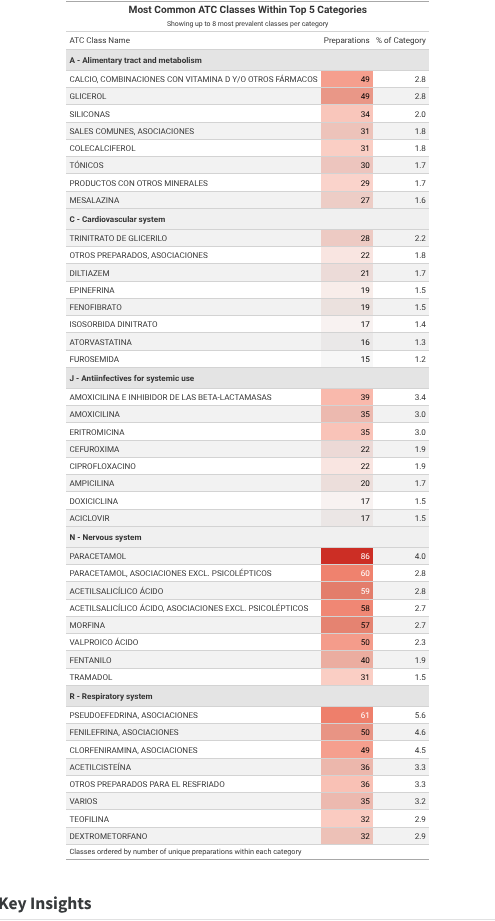 Most Common ATC Classes Within Top 5 Categories
Showing up to 8 most prevalent classes per category
ATC Class Name Preparations % of Category
A - Alimentary tract and metabolism
CALCIO, COMBINACIONES CON VITAMINA D Y/O OTROS FÁRMACOS 49 2.8
GLICEROL 49 2.8
SILICONAS 34 2.0
SALES COMUNES, ASOCIACIONES 31 1.8
COLECALCIFEROL 31 1.8
TÓNICOS 30 1.7
PRODUCTOS CON OTROS MINERALES 29 1.7
MESALAZINA 27 1.6
C - Cardiovascular system
TRINITRATO DE GLICERILO 28 2.2
OTROS PREPARADOS, ASOCIACIONES 22 1.8
DILTIAZEM 21 1.7
EPINEFRINA 19 1.5
FENOFIBRATO 19 1.5
ISOSORBIDA DINITRATO 17 1.4
ATORVASTATINA 16 1.3
FUROSEMIDA 15 1.2
J - Antiinfectives for systemic use
AMOXICILINA E INHIBIDOR DE LAS BETA-LACTAMASAS 39 3.4
AMOXICILINA 35 3.0
ERITROMICINA 35 3.0
CEFUROXIMA 22 1.9
CIPROFLOXACINO 22 1.9
AMPICILINA 20 1.7
DOXICICLINA 17 1.5
ACICLOVIR 17 1.5
N - Nervous system
PARACETAMOL 86 4.0
PARACETAMOL, ASOCIACIONES EXCL. PSICOLÉPTICOS 60 2.8
ACETILSALICÍLICO ÁCIDO 59 2.8
ACETILSALICÍLICO ÁCIDO, ASOCIACIONES EXCL. PSICOLÉPTICOS 58 2.7
MORFINA 57 2.7
VALPROICO ÁCIDO 50 2.3
FENTANILO 40 1.9
TRAMADOL 31 1.5
R - Respiratory system
PSEUDOEFEDRINA, ASOCIACIONES 61 5.6
FENILEFRINA, ASOCIACIONES 50 4.6
CLORFENIRAMINA, ASOCIACIONES 49 4.5
ACETILCISTEÍNA 36 3.3
OTROS PREPARADOS PARA EL RESFRIADO 36 3.3
VARIOS 35 3.2
TEOFILINA 32 2.9
DEXTROMETORFANO 32 2.9
Classes ordered by number of unique preparations within each category
Key Insights